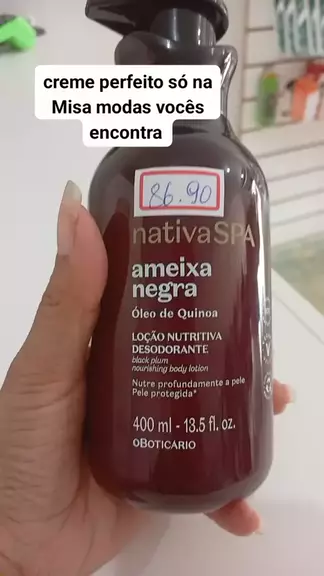 creme perfeito só na
Misa modas vocês
encontra
86.90
nativaSPA
ameixa
negra
Óleo de Quinoa
LOÇÃO NUTRITIVA
DESODORANTE
black plum
nourishing body lotion
Nutre profundamente a pele
Pele protegida*
400 ml - 13.5 fl. oz.
oBOTICÁRIO